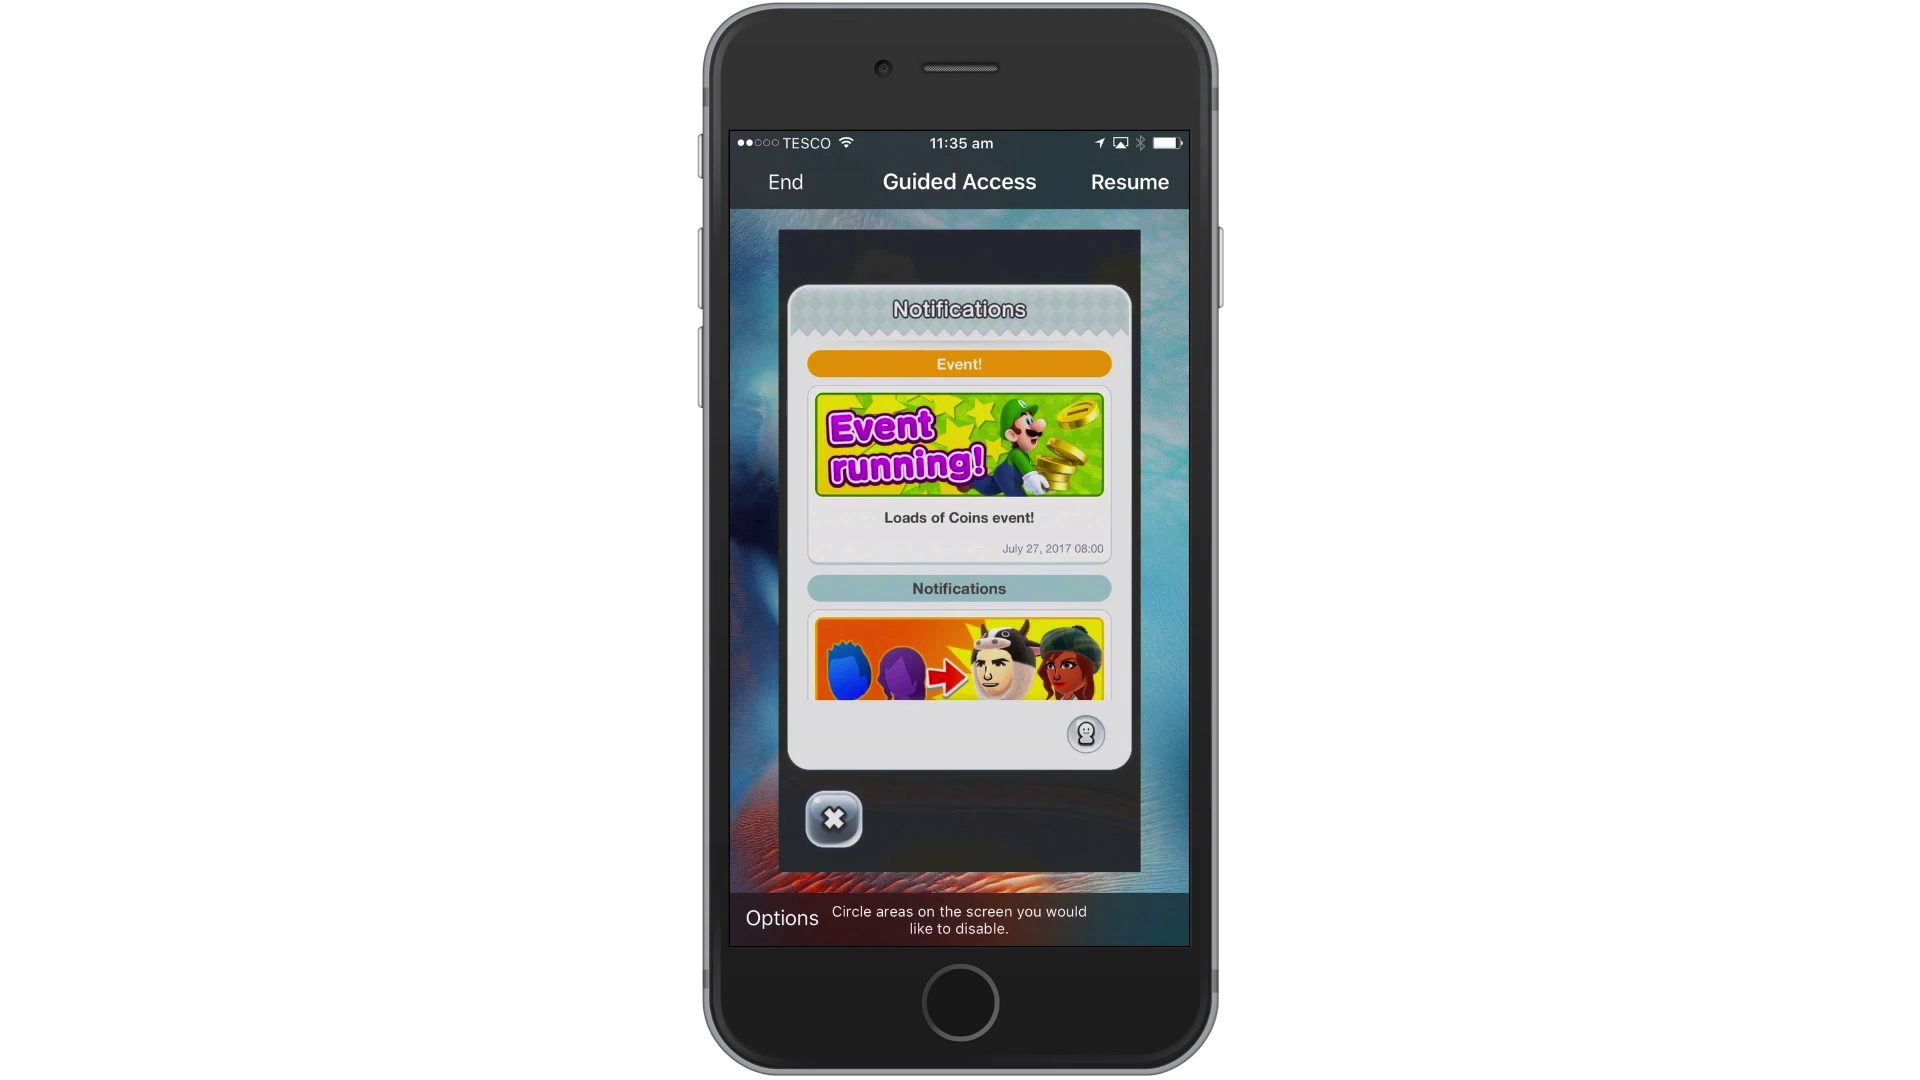 TESCO 11:35 am
End Guided Access Resume
Notifications
Event!
Event
running!
Loads of Coins event!
July 27, 2017 08:00
Notifications
Options
Circle areas on the screen you would
like to disable.